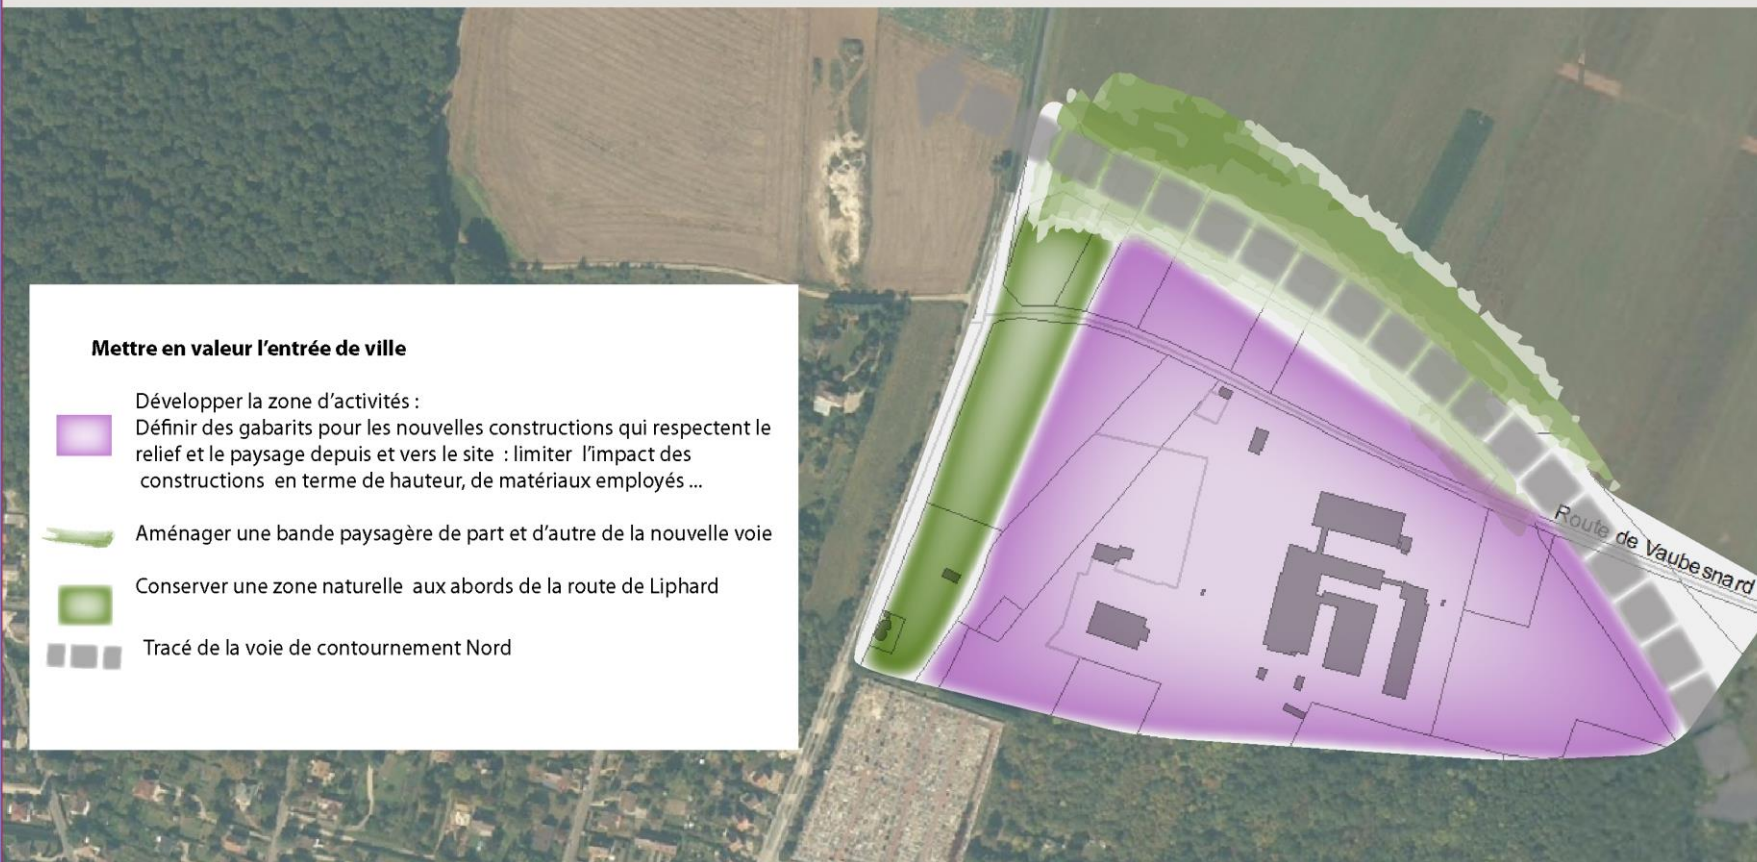 Mettre en valeur l'entrée de ville
Développer la zone d'activités :
Définir des gabarits pour les nouvelles constructions qui respectent le
relief et le paysage depuis et vers le site : limiter l'impact des
constructions en terme de hauteur, de matériaux employés ...
Aménager une bande paysagère de part et d'autre de la nouvelle voie
Conserver une zone naturelle aux abords de la route de Liphard
Tracé de la voie de contournement Nord
Route de Vaubesnard